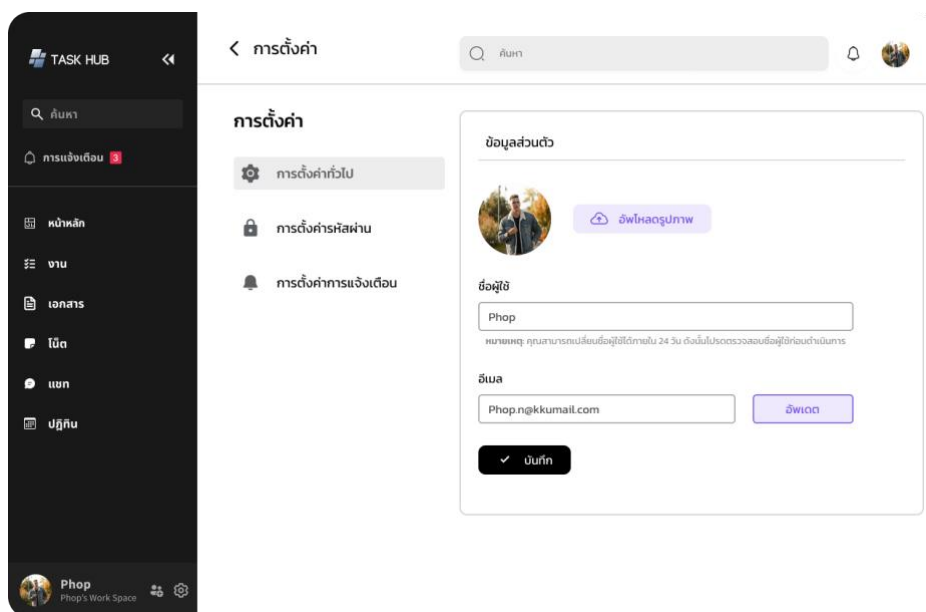 TASK HUB
ค้นหา
การแจ้งเตือน 3
หน้าหลัก
งาน
เอกสาร
โน็ต
แชท
ปฎิทิน
Phop
Phop's Work Space
การตั้งค่า
ค้นหา
การตั้งค่า
การตั้งค่าทั่วไป
การตั้งค่ารหัสผ่าน
การตั้งค่าการแจ้งเตือน
ข้อมูลส่วนตัว
อัพโหลดรูปภาพ
ชื่อผู้ใช้
Phop
หมายเหตุ: คุณสามารถเปลี่ยนชื่อผู้ใช้ได้ภายใน 24 วัน ดังนั้นโปรดตรวจสอบชื่อผู้ใช้ก่อนดำเนินการ
อีเมล
Phop.n@kkumail.com
อัพเดต
บันทึก